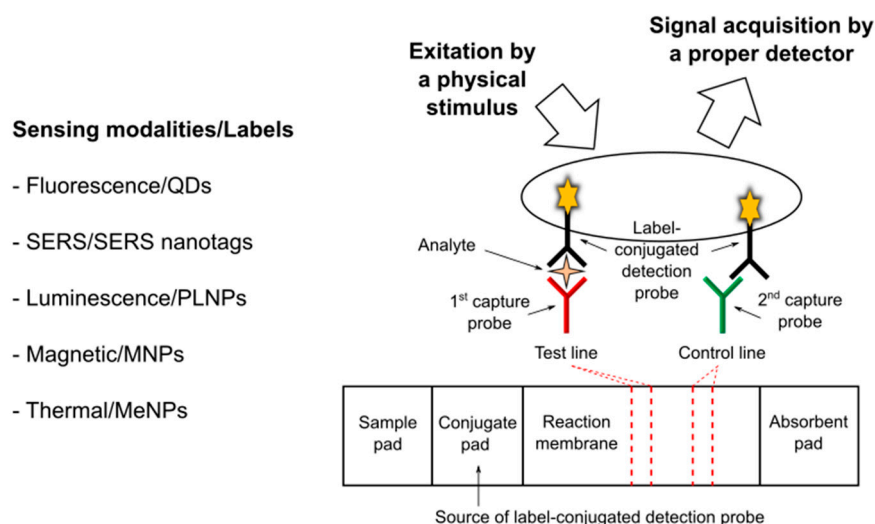 Exitation by
a physical
stimulus
Signal acquisition by
a proper detector
Sensing modalities/Labels
- Fluorescence/QDs
- SERS/SERS nanotags
- Luminescence/PLNPs
- Magnetic/MNPs
- Thermal/MeNPs
Analyte
Label-
conjugated
detection
probe
1st capture
probe
2nd capture
probe
Test line
Control line
Sample
pad
Conjugate
pad
Reaction
membrane
Absorbent
pad
Source of label-conjugated detection probe